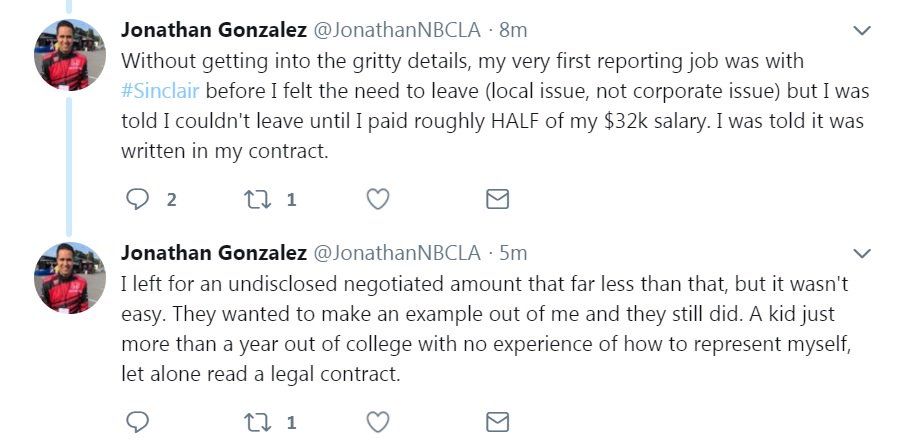 Jonathan Gonzalez @JonathanNBCLA · 8m
Without getting into the gritty details, my very first reporting job was with
#Sinclair before I felt the need to leave (local issue, not corporate issue) but I was
told I couldn't leave until I paid roughly HALF of my $32k salary. I was told it was
written in my contract.
2 1
Jonathan Gonzalez @JonathanNBCLA · 5m
I left for an undisclosed negotiated amount that far less than that, but it wasn't
easy. They wanted to make an example out of me and they still did. A kid just
more than a year out of college with no experience of how to represent myself,
let alone read a legal contract.
1